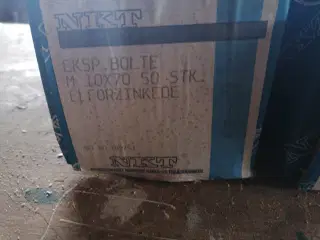 NKT
EKSP.BOLTE
M 10X70 50 STK.
ELFORZINKEDE
NKT